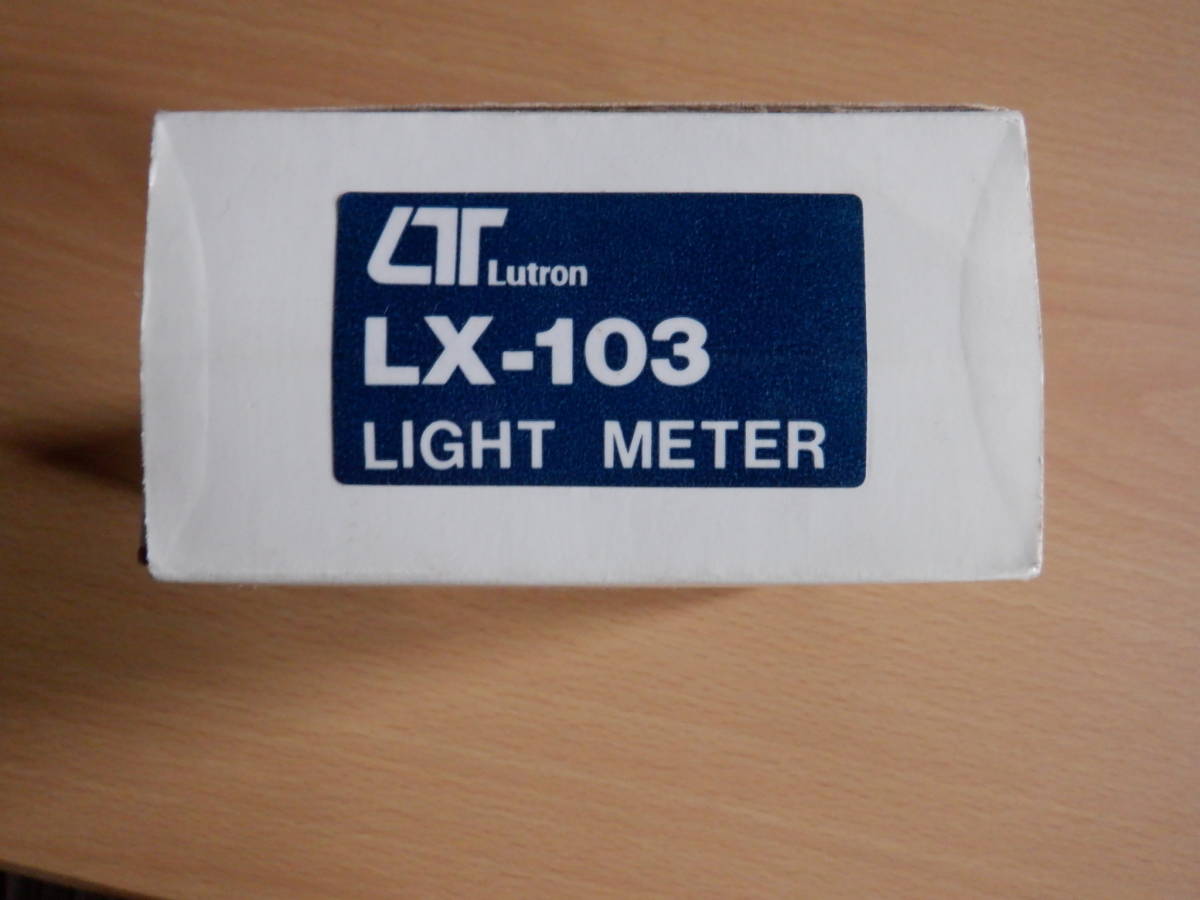 LT Lutron
LX-103
LIGHT METER